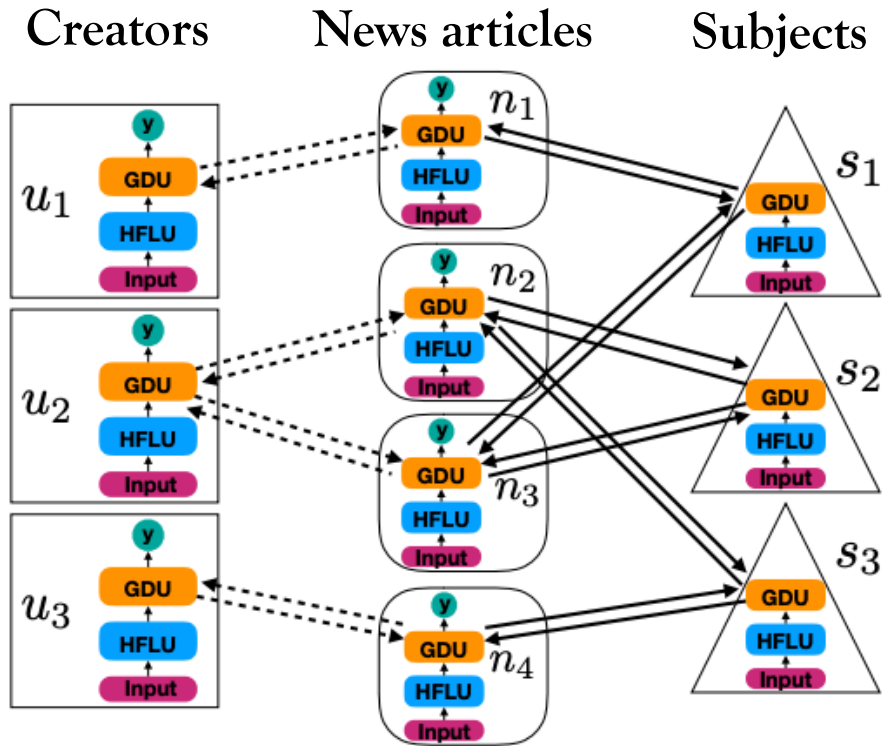 Creators News articles Subjects
y
GDU
HFLU
Input
u1
y
GDU
HFLU
Input
u2
y
GDU
HFLU
Input
u3
y
GDU
HFLU
Input
n1
y
GDU
HFLU
Input
n2
y
GDU
HFLU
Input
n3
y
GDU
HFLU
Input
n4
GDU
HFLU
Input
s1
GDU
HFLU
Input
s2
GDU
HFLU
Input
s3